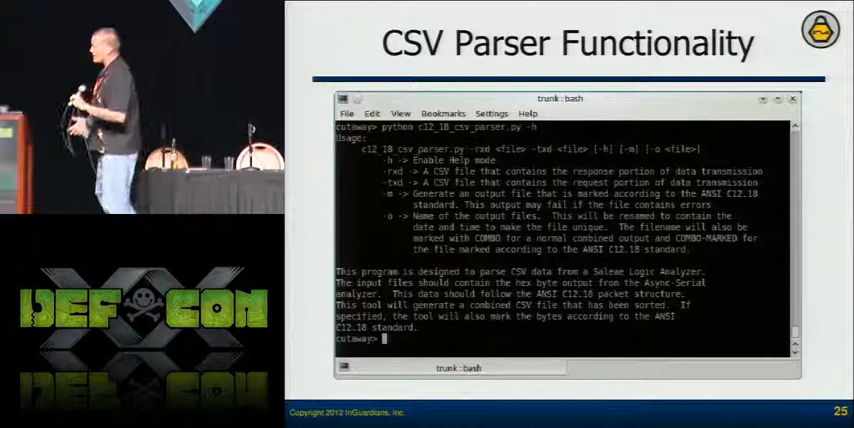 CSV Parser Functionality
trunk : bash
File Edit View Bookmarks Settings Help
cutaway> python c12_18_csv_parser.py -h
Usage:
c12_18_csv_parser.py -rxd <file> -txd <file> [-h] [-m] [-o <file>]
-h -> Enable Help mode
-rxd -> A CSV file that contains the response portion of data transmission
-txd -> A CSV file that contains the request portion of data transmission
-m -> Generate an output file that is marked according to the ANSI C12.18
standard. This output may fail if the file contains errors
-o -> Name of the output files. This will be renamed to contain the
date and time to make the file unique. The filename will also be
marked with COMBO for a normal combined output and COMBO-MARKED for
the file marked according to the ANSI C12.18 standard.
This program is designed to parse CSV data from a Saleae Logic Analyzer.
The input files should contain the hex byte output from the Async-Serial
analyzer. This data should follow the ANSI C12.18 packet structure.
This tool will generate a combined CSV file that has been sorted. If
specified, the tool will also mark the bytes according to the ANSI
C12.18 standard.
cutaway>
trunk : bash
DEF CON
XX
Copyright 2012 InGuardians, Inc.
25